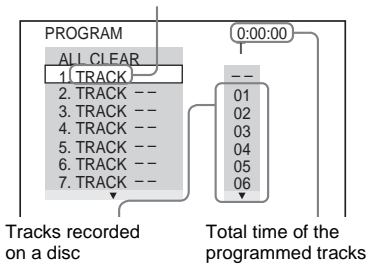 PROGRAM 0:00:00
ALL CLEAR
1. TRACK – –
2. TRACK – – 01
3. TRACK – – 02
4. TRACK – – 03
5. TRACK – – 04
6. TRACK – – 05
7. TRACK – – 06
Tracks recorded on a disc
Total time of the programmed tracks